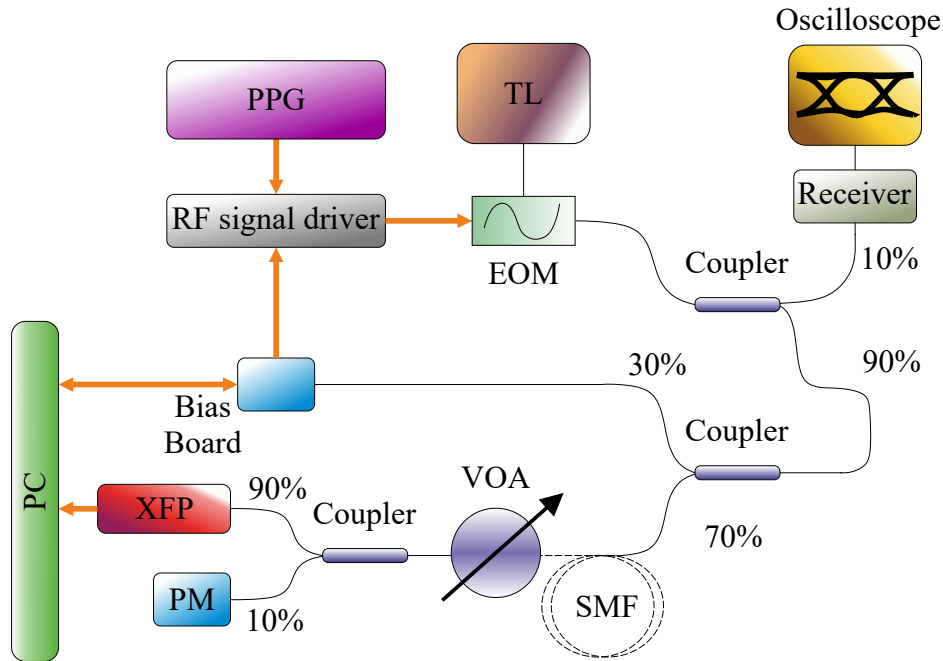 Oscilloscope
PPG
TL
RF signal driver
Receiver
EOM
Coupler
10%
30%
90%
Bias
Board
Coupler
PC
XFP
90%
Coupler
VOA
70%
PM
10%
SMF